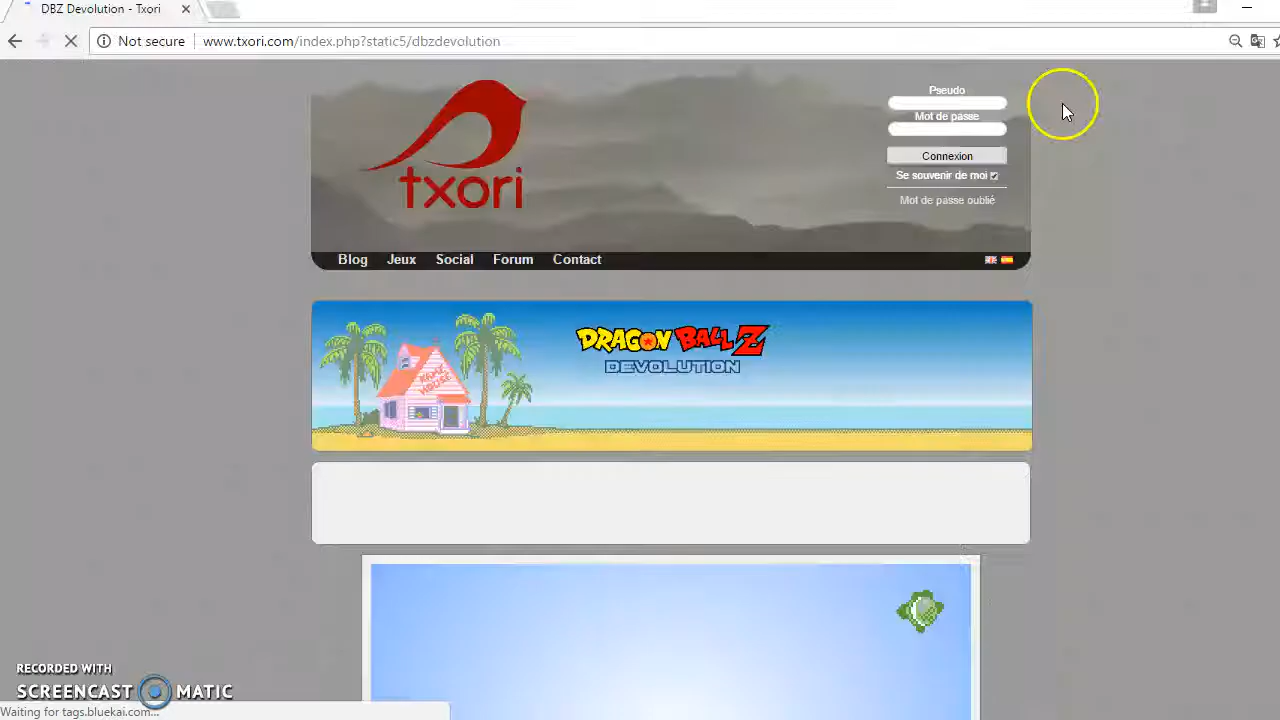 DBZ Devolution - Txori
Not secure
www.txori.com/index.php?static5/dbzdevolution
Pseudo
Mot de passe
Connexion
Se souvenir de moi
Mot de passe oublié
txori
Blog
Jeux
Social
Forum
Contact
DRAGON BALL Z
DEVOLUTION
KAME
HOUSE
RECORDED WITH
SCREENCAST MATIC
Waiting for tags.bluekai.com...